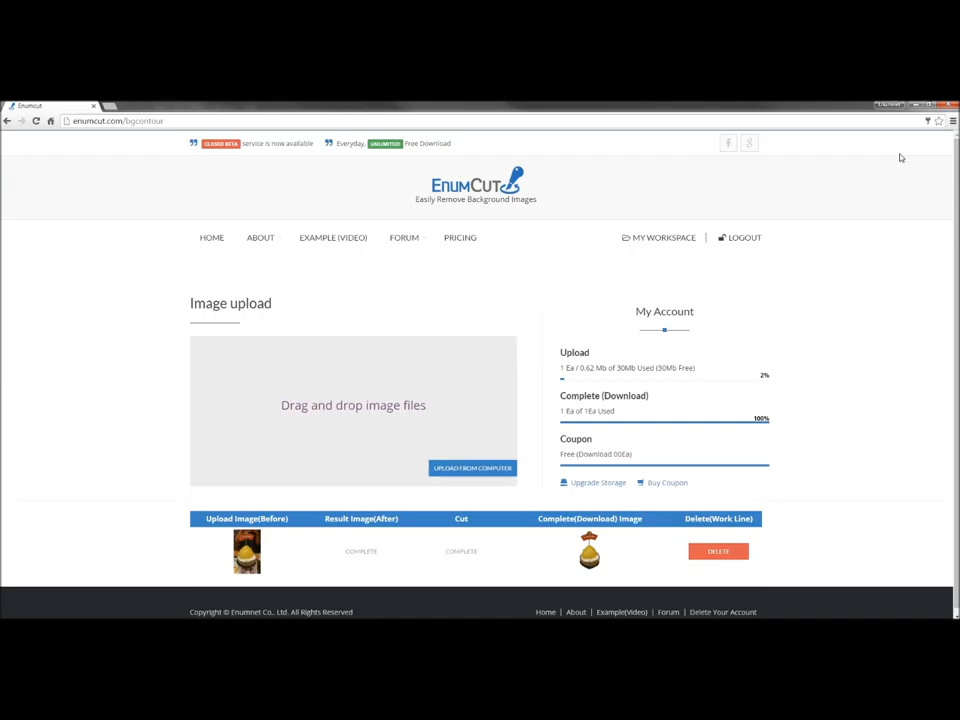 Enumcut
Enumnet
enumcut.com/bgcontour
CLOSED BETA service is now available Everyday, UNLIMITED! Free Download
ENUMCUT
Easily Remove Background Images
HOME ABOUT EXAMPLE (VIDEO) FORUM PRICING MY WORKSPACE | LOGOUT
Image upload
My Account
Drag and drop image files
UPLOAD FROM COMPUTER
Upload
1 Ea / 0.62 Mb of 30Mb Used (30Mb Free)
2%
Complete (Download)
1 Ea of 1Ea Used
100%
Coupon
Free (Download 00Ea)
Upgrade Storage Buy Coupon
Upload Image(Before) Result Image(After) Cut Complete(Download) Image Delete(Work Line)
COMPLETE COMPLETE DELETE
Copyright © Enumnet Co., Ltd. All Rights Reserved
Home | About | Example(Video) | Forum | Delete Your Account